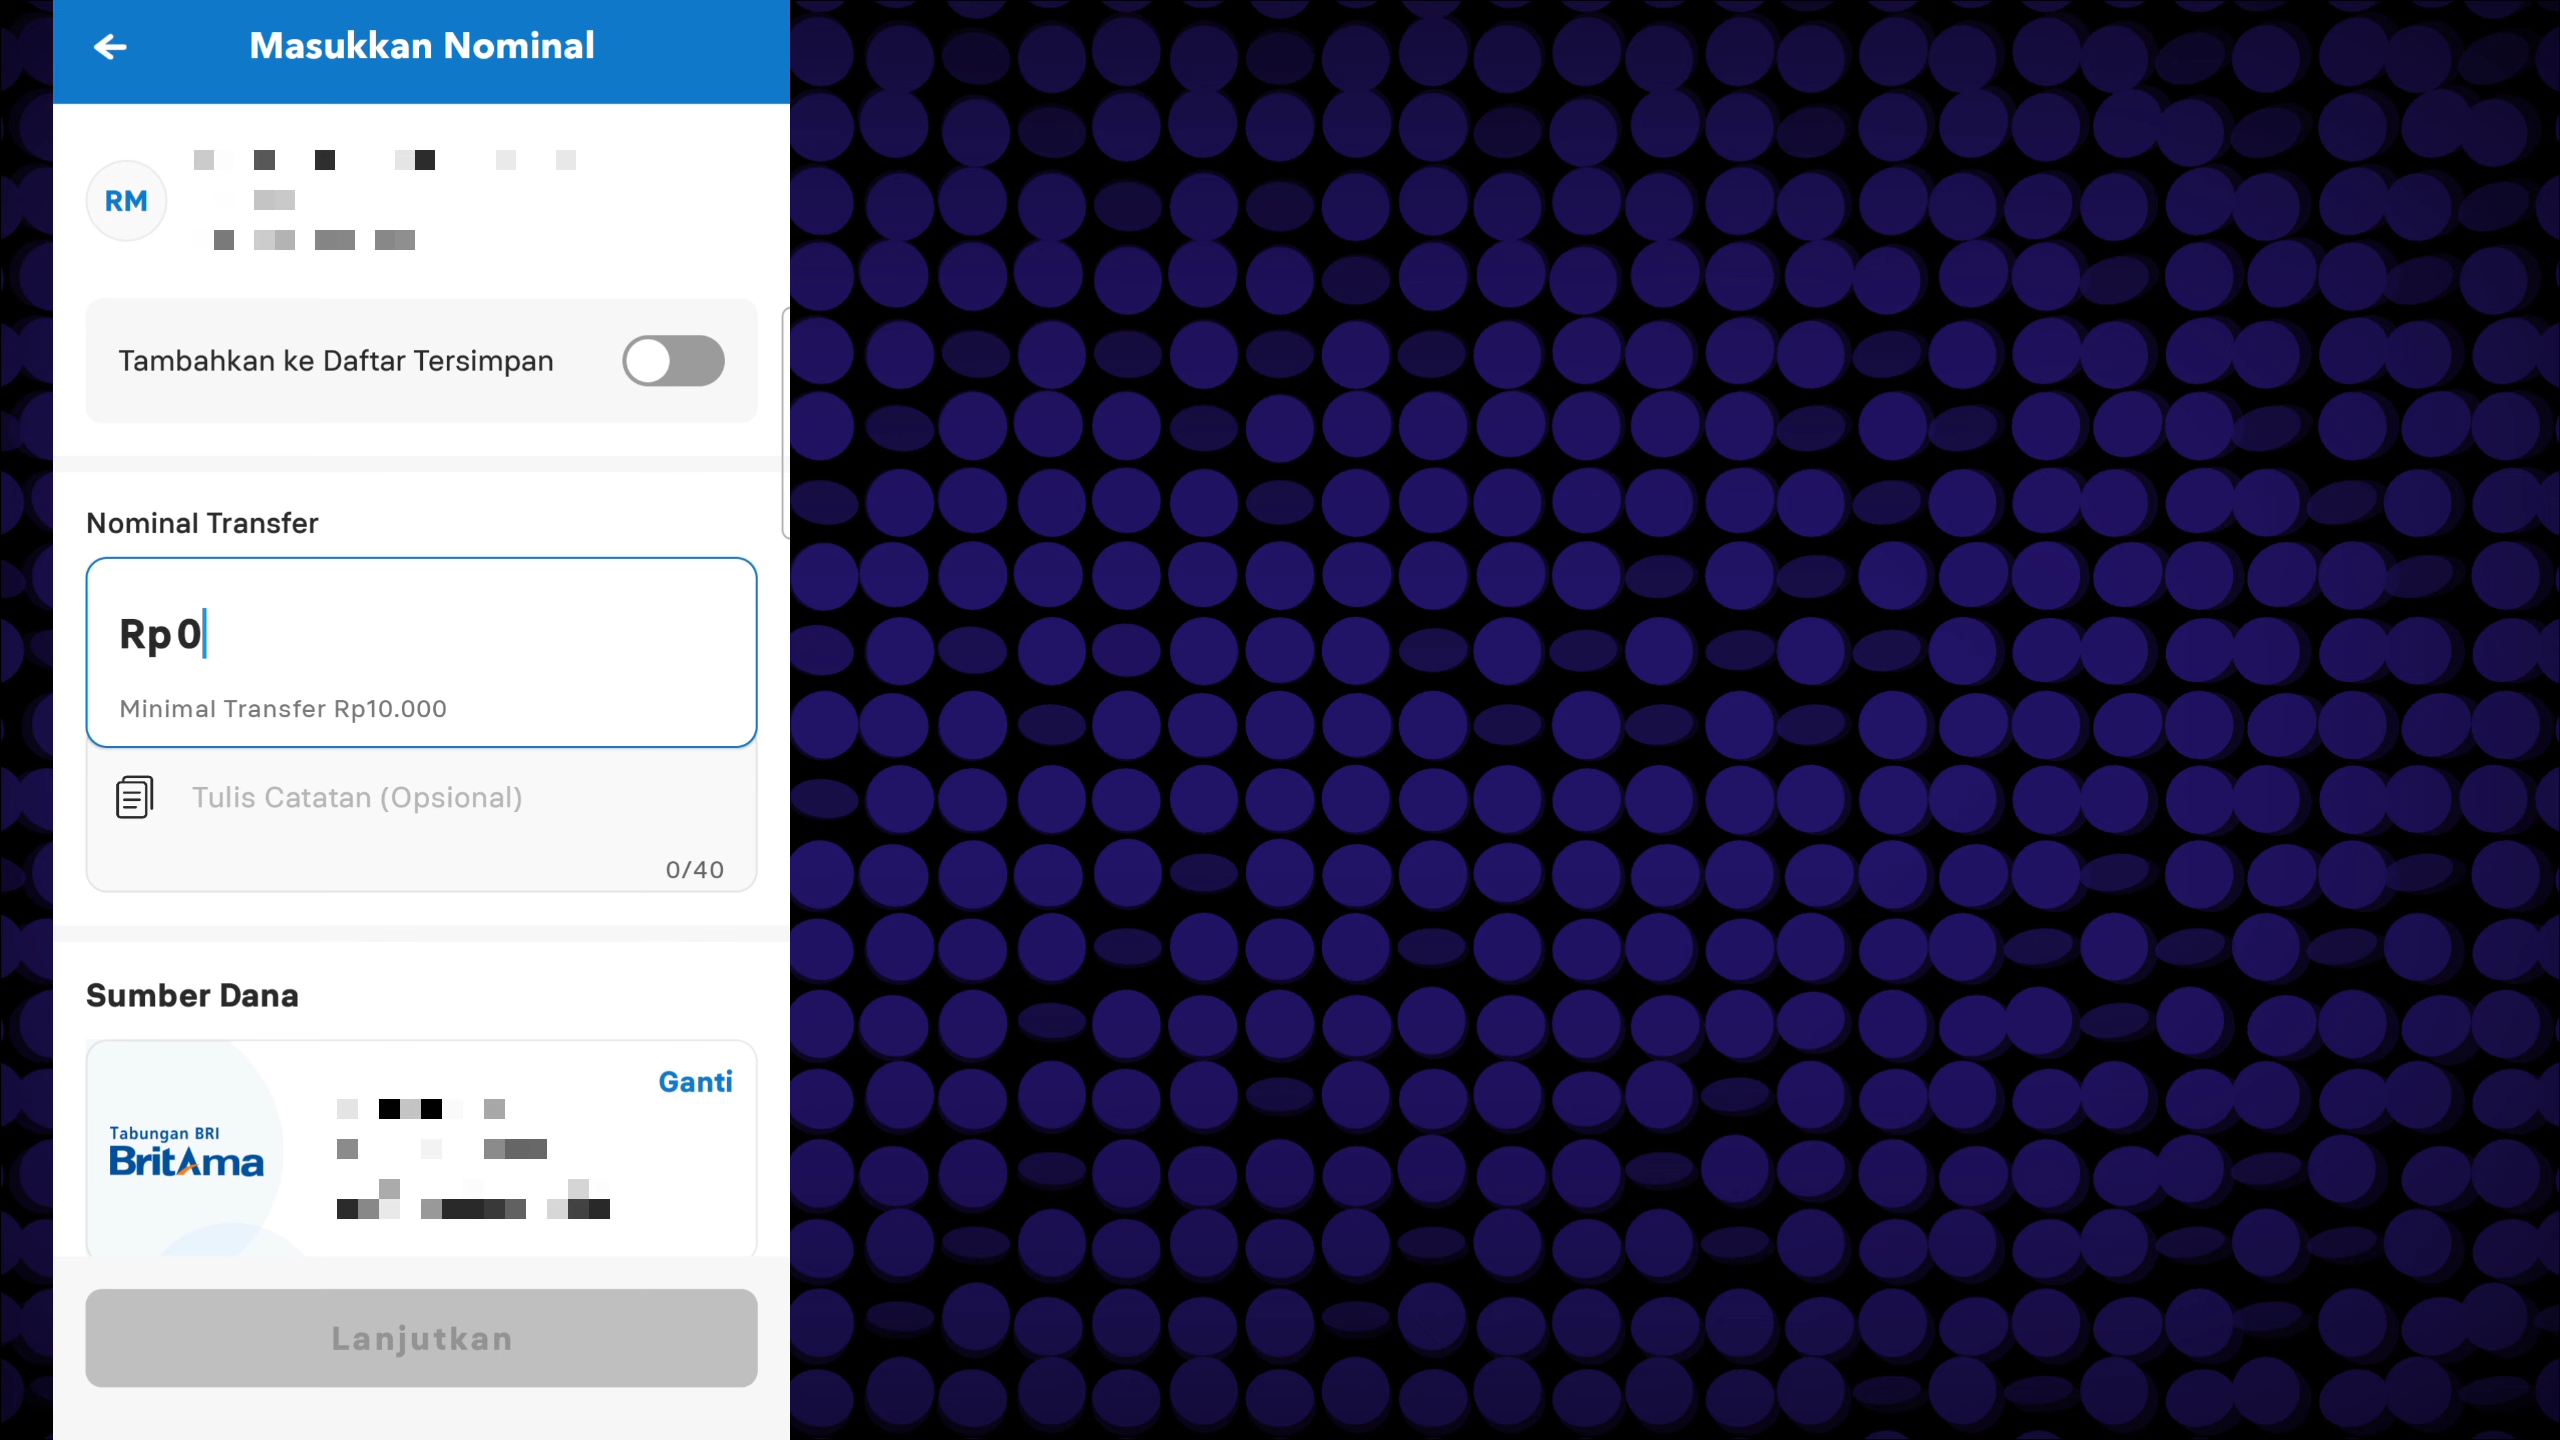 Masukkan Nominal
RM
Tambahkan ke Daftar Tersimpan
Nominal Transfer
Rp0
Minimal Transfer Rp10.000
Tulis Catatan (Opsional)
0/40
Sumber Dana
Ganti
Tabungan BRI
BritAma
Lanjutkan